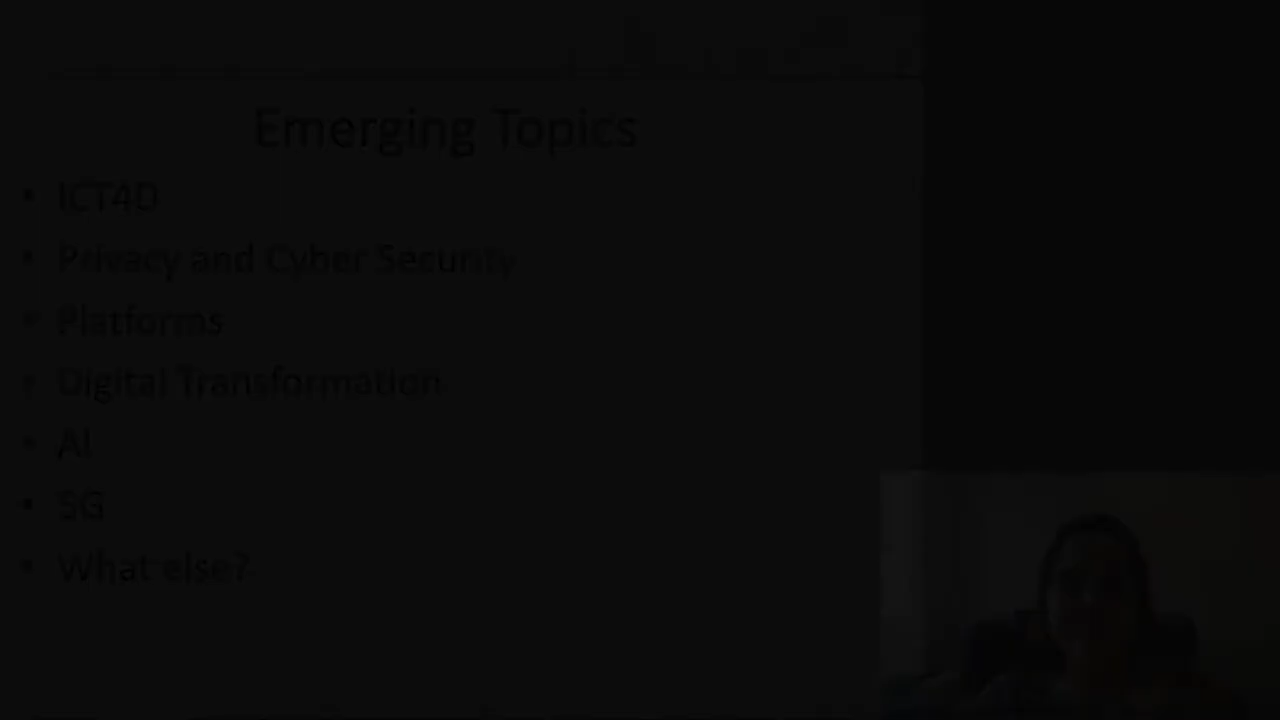 Emerging Topics
• ICT4D
• Privacy and Cyber Security
• Platforms
• Digital Transformation
• AI
• 5G
• What else?